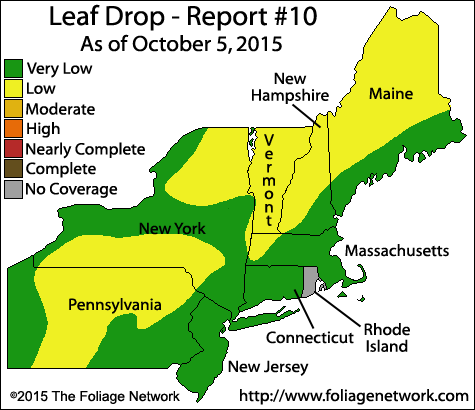 Leaf Drop - Report #10
As of October 5, 2015
Very Low
Low
Moderate
High
Nearly Complete
Complete
No Coverage
New
Hampshire
Maine
Vermont
New York
Massachusetts
Pennsylvania
Connecticut
Rhode
Island
New Jersey
©2015 The Foliage Network
http://www.foliagenetwork.com